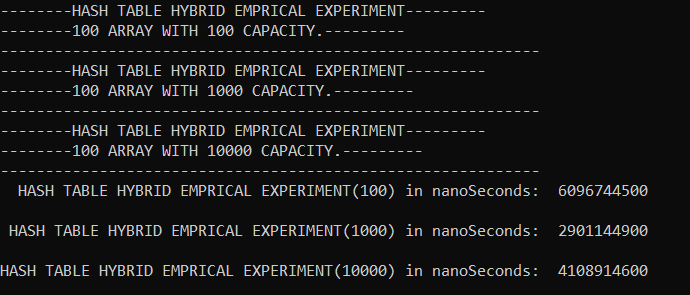 --------HASH TABLE HYBRID EMPRICAL EXPERIMENT---------
--------100 ARRAY WITH 100 CAPACITY.---------
------------------------------------------------------------
--------HASH TABLE HYBRID EMPRICAL EXPERIMENT---------
--------100 ARRAY WITH 1000 CAPACITY.---------
------------------------------------------------------------
--------HASH TABLE HYBRID EMPRICAL EXPERIMENT---------
--------100 ARRAY WITH 10000 CAPACITY.---------
------------------------------------------------------------
HASH TABLE HYBRID EMPRICAL EXPERIMENT(100) in nanoSeconds:  6096744500
HASH TABLE HYBRID EMPRICAL EXPERIMENT(1000) in nanoSeconds:  2901144900
HASH TABLE HYBRID EMPRICAL EXPERIMENT(10000) in nanoSeconds:  4108914600